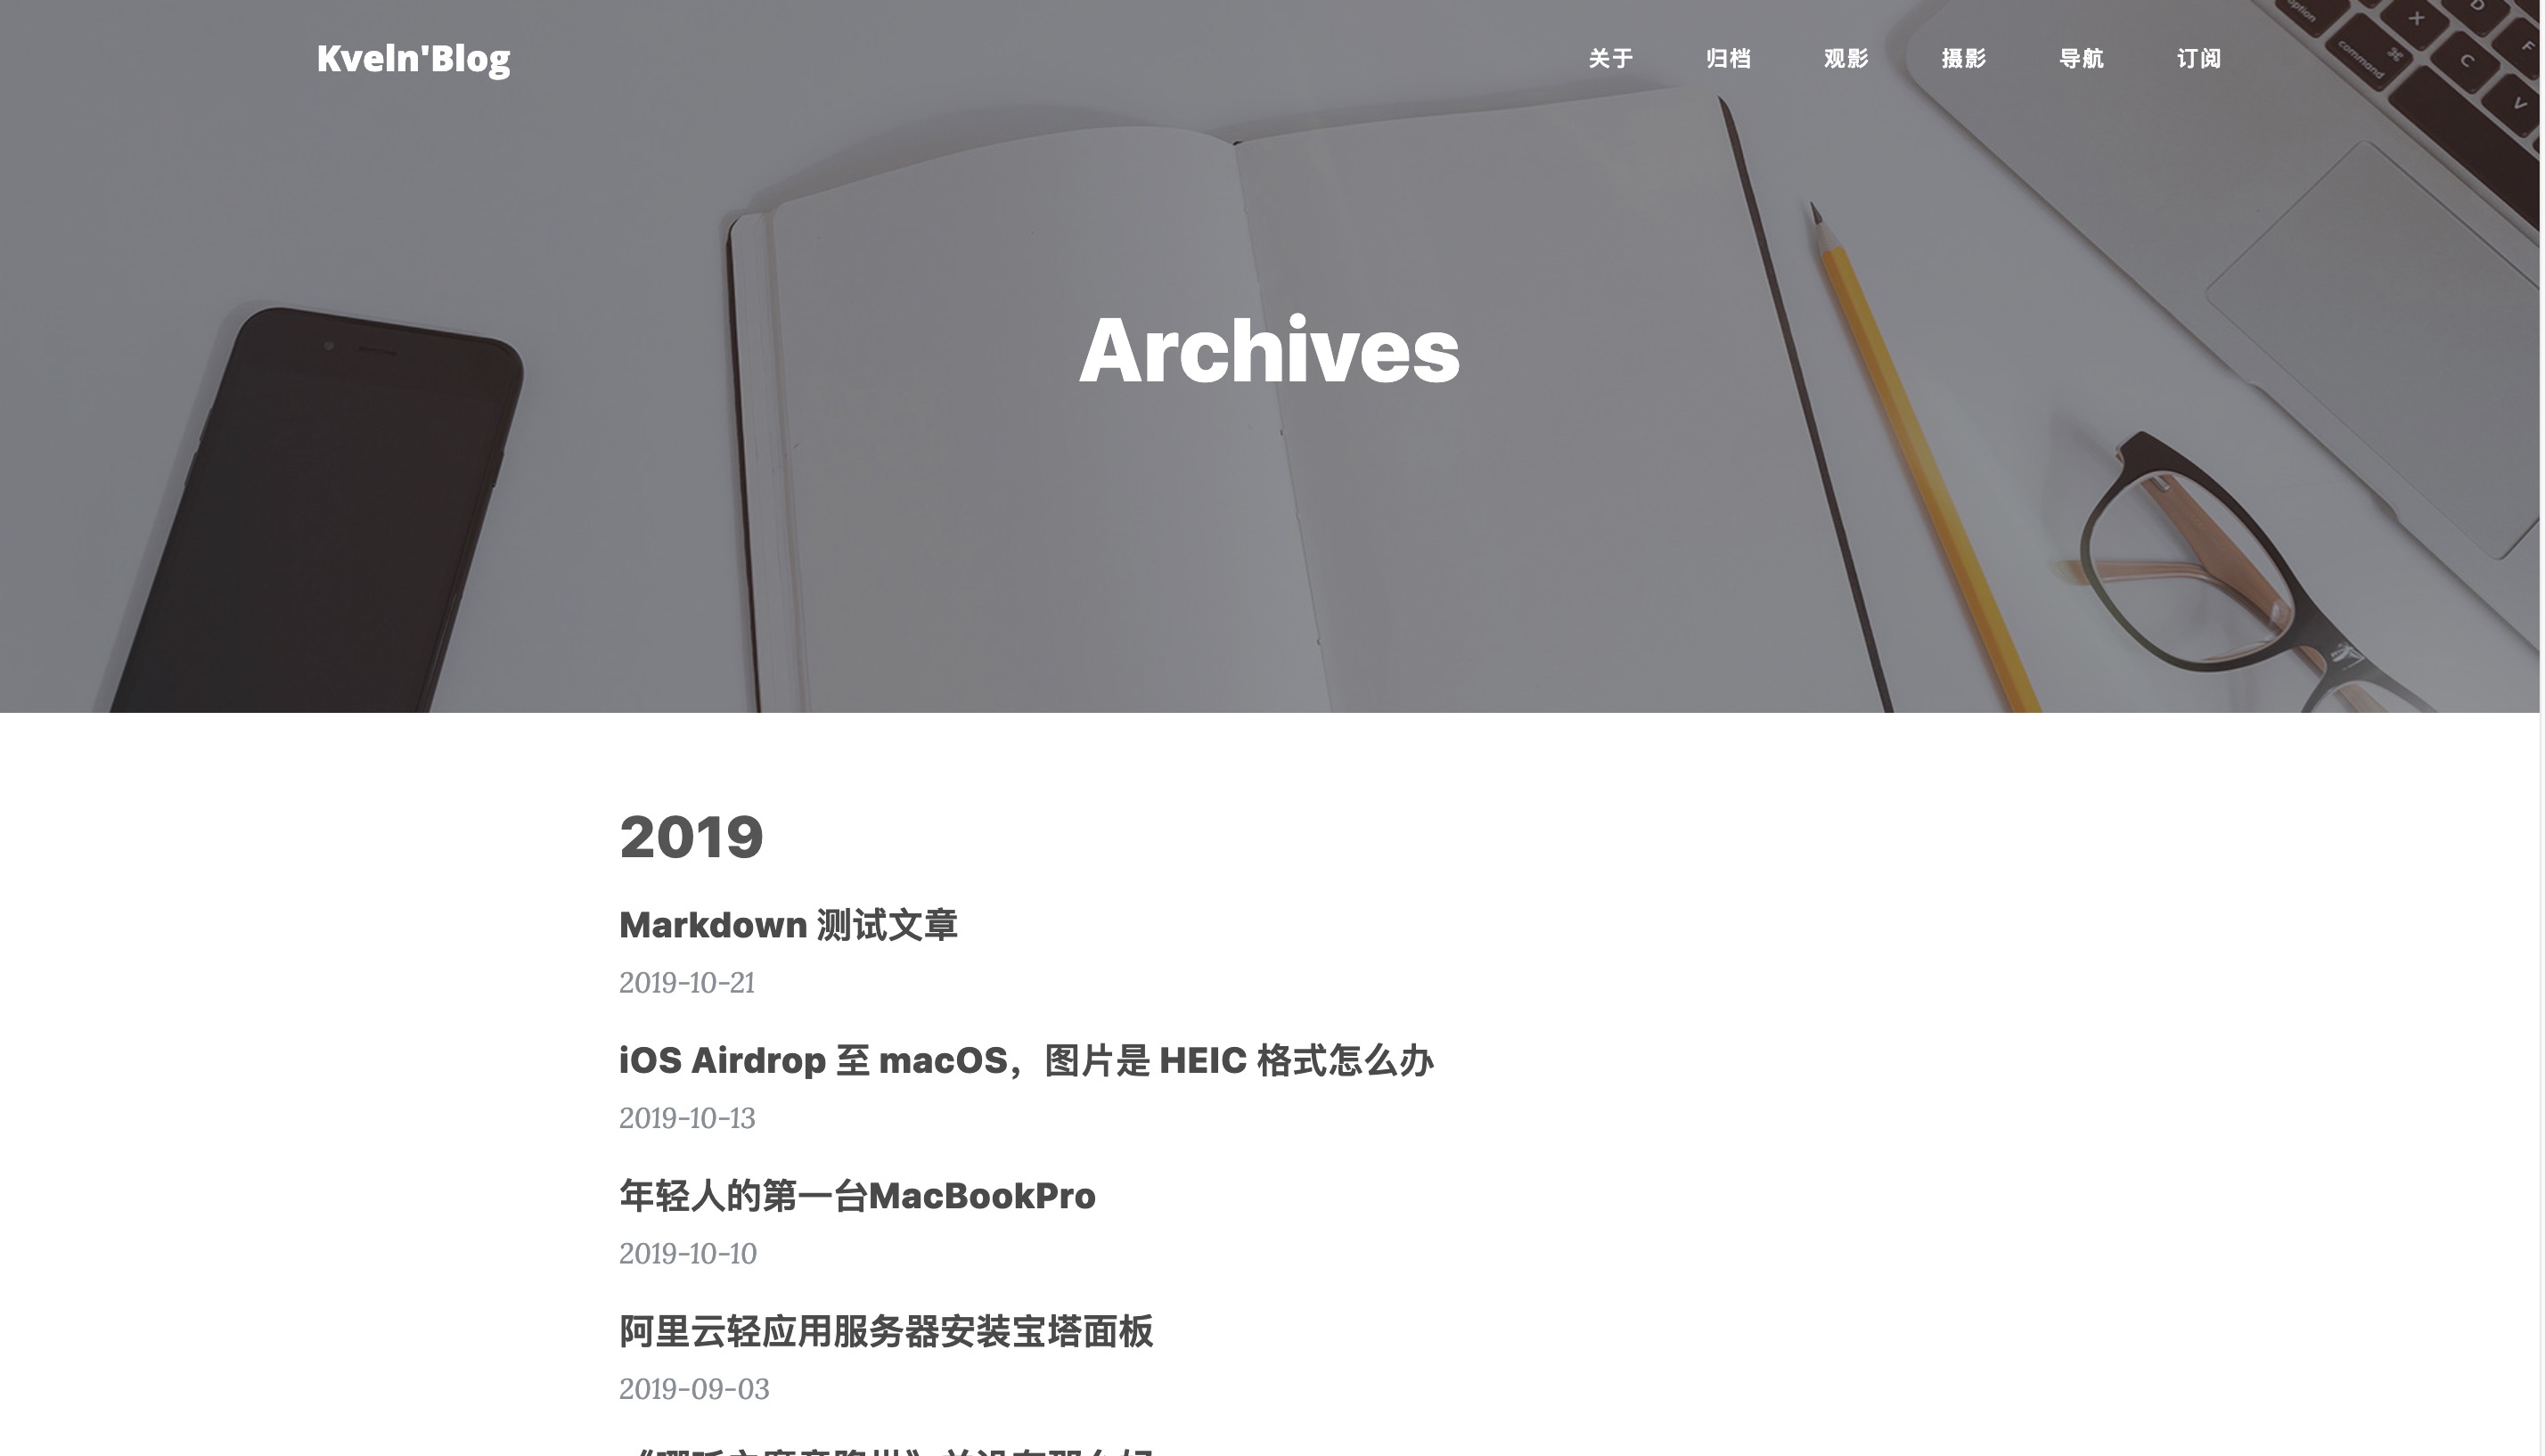 Kveln'Blog
关于 归档 观影 摄影 导航 订阅
option
command ⌘
X
D
C
F
V
Archives
2019
Markdown 测试文章
2019-10-21
iOS Airdrop 至 macOS，图片是 HEIC 格式怎么办
2019-10-13
年轻人的第一台MacBookPro
2019-10-10
阿里云轻应用服务器安装宝塔面板
2019-09-03